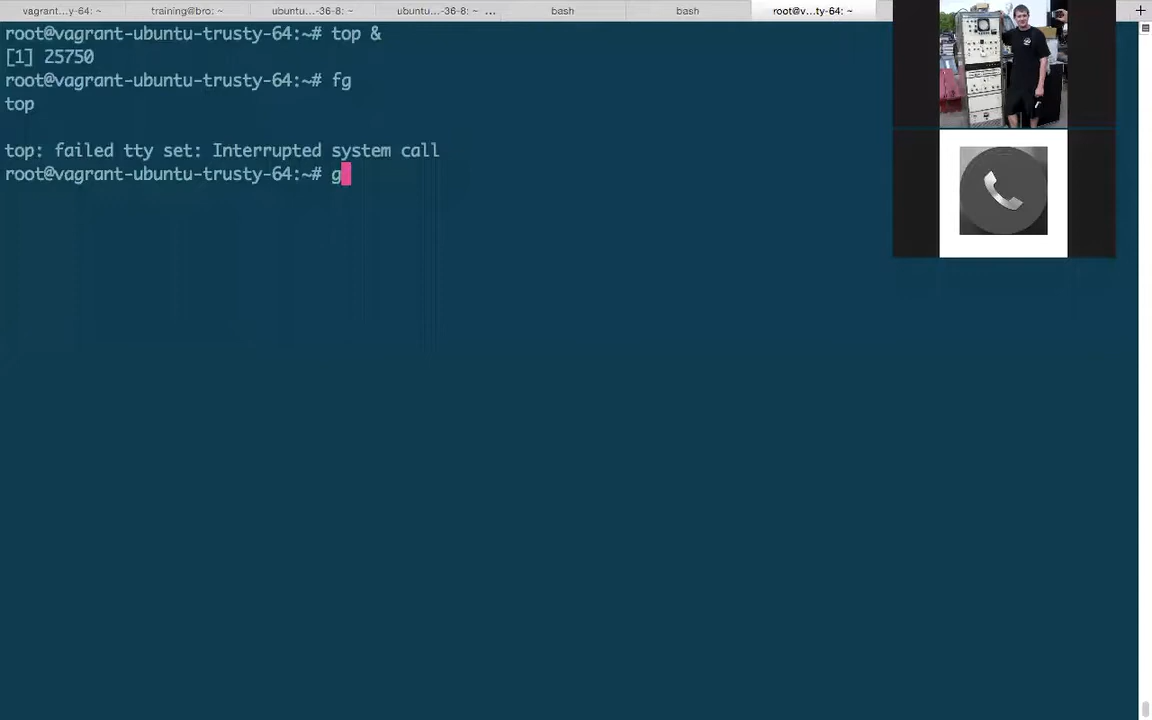 vagrant...y-64: ~
training@bro: ~
ubuntu...-36-8: ~
ubuntu...-36-8: ~ ...
bash
bash
root@v...ty-64: ~
root@vagrant-ubuntu-trusty-64:~# top &
[1] 25750
root@vagrant-ubuntu-trusty-64:~# fg
top
top: failed tty set: Interrupted system call
root@vagrant-ubuntu-trusty-64:~# g